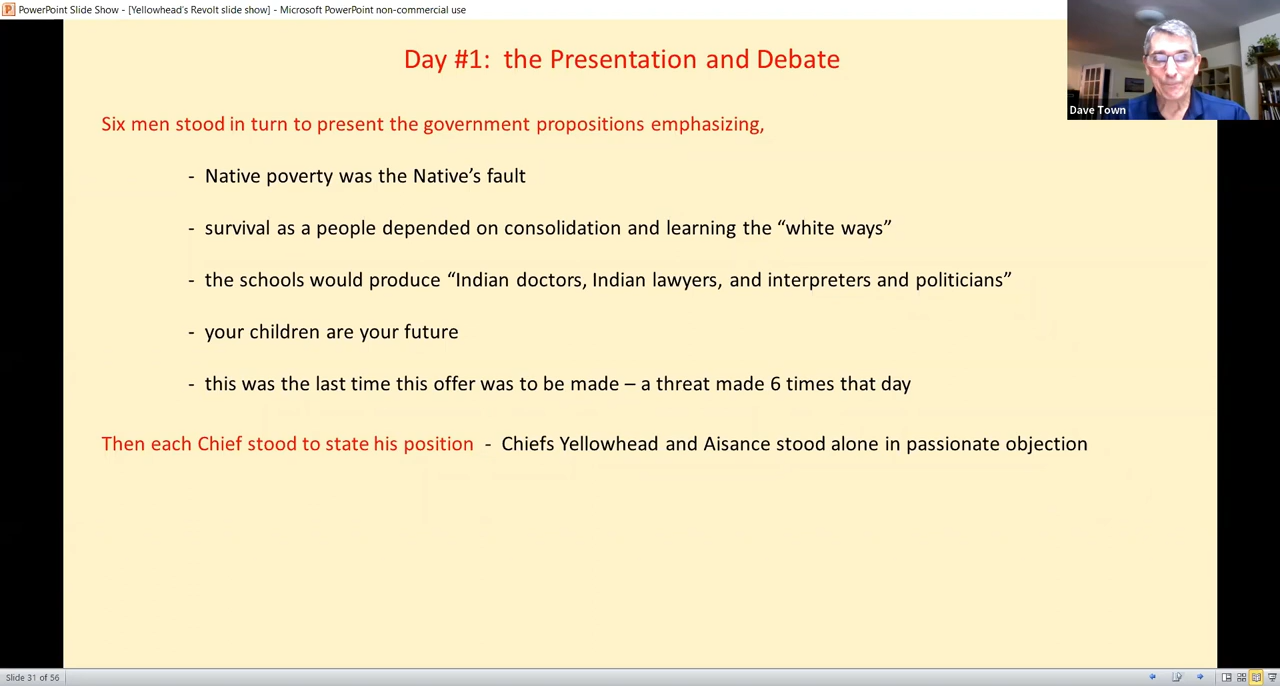 PowerPoint Slide Show - [Yellowhead's Revolt slide show] - Microsoft PowerPoint non-commercial use
Day #1:  the Presentation and Debate
Dave Town
Six men stood in turn to present the government propositions emphasizing,
- Native poverty was the Native’s fault
- survival as a people depended on consolidation and learning the “white ways”
- the schools would produce “Indian doctors, Indian lawyers, and interpreters and politicians”
- your children are your future
- this was the last time this offer was to be made – a threat made 6 times that day
Then each Chief stood to state his position - Chiefs Yellowhead and Aisance stood alone in passionate objection
Slide 31 of 56